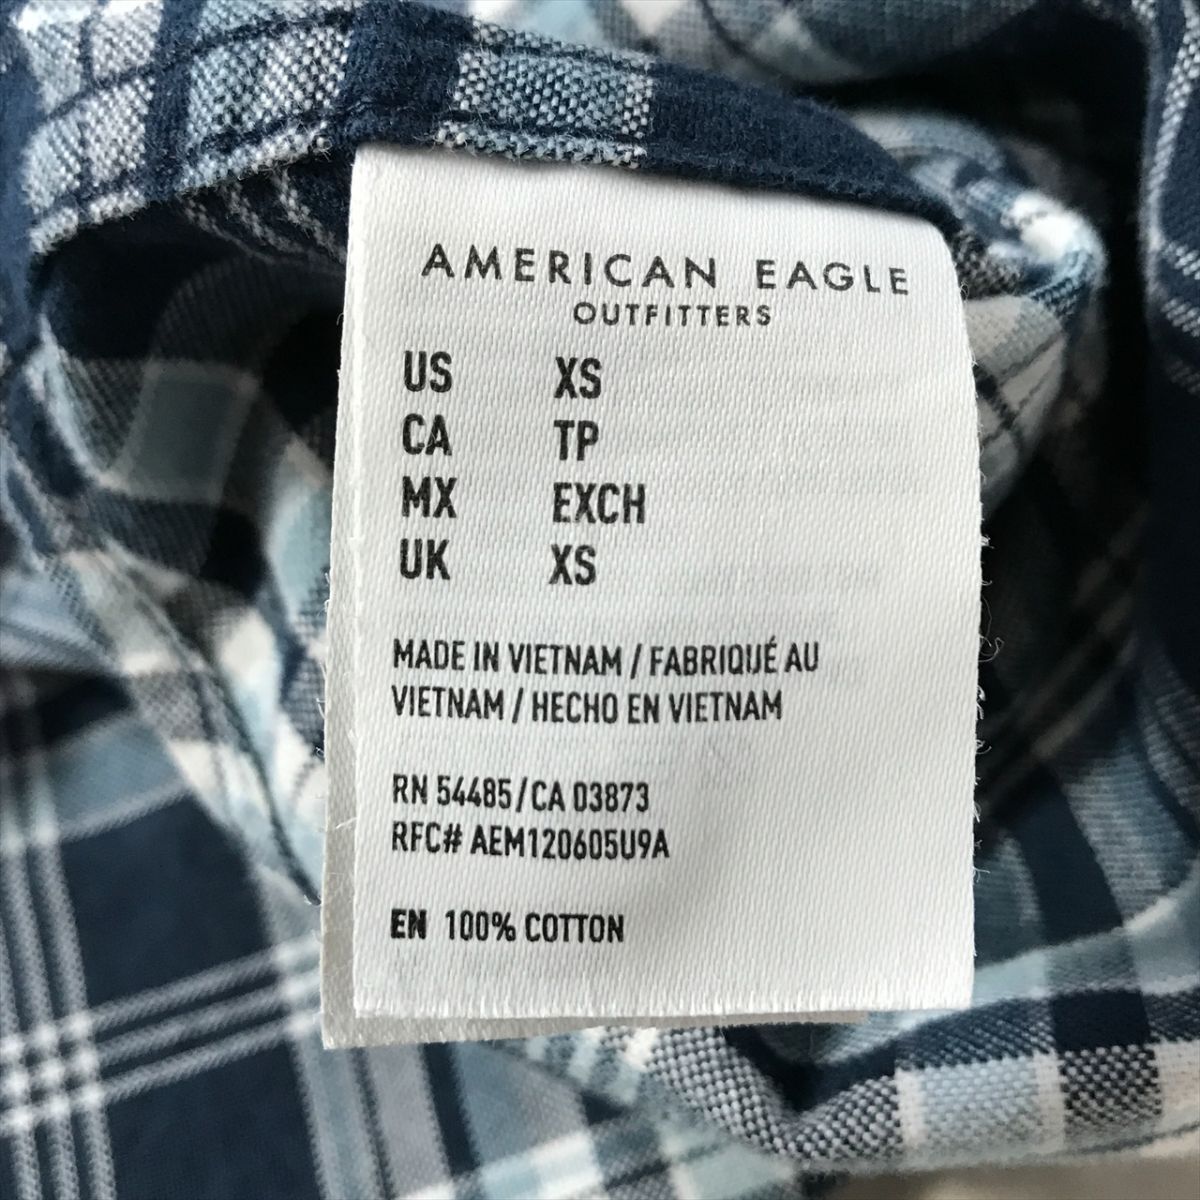 AMERICAN EAGLE
OUTFITTERS
US XS
CA TP
MX EXCH
UK XS
MADE IN VIETNAM / FABRIQUÉ AU
VIETNAM / HECHO EN VIETNAM
RN 54485/CA 03873
RFC# AEM120605U9A
EN 100% COTTON